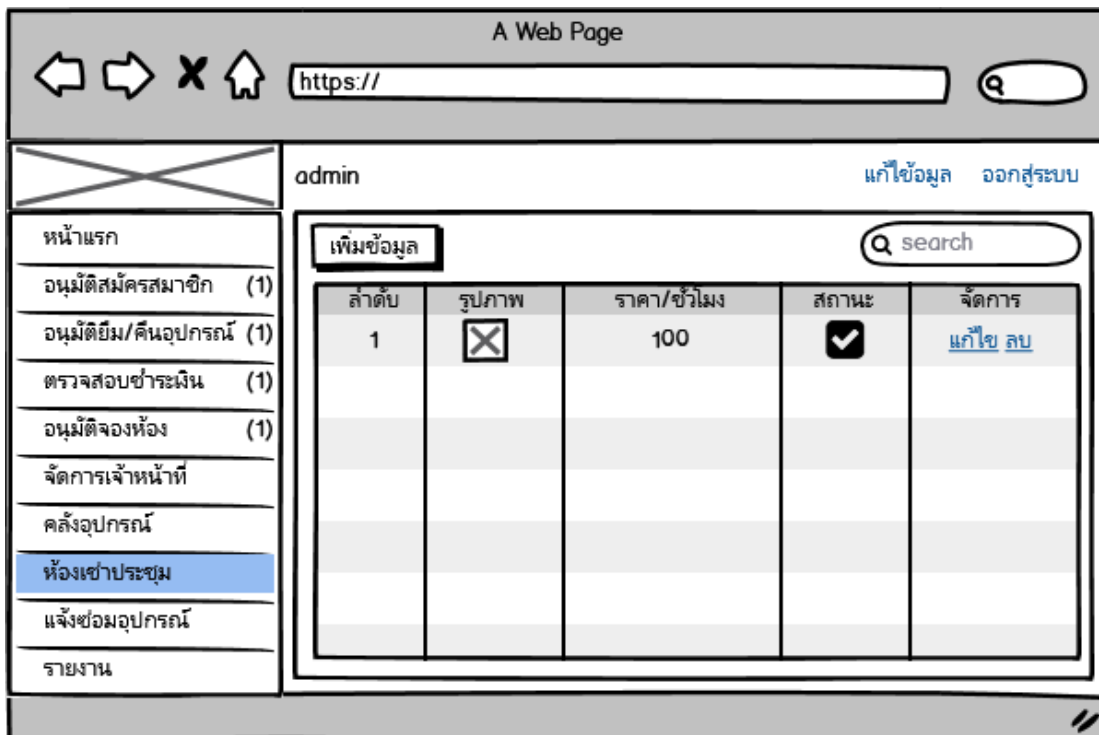 A Web Page
https://
admin
แก้ไข้อมูล ออกสู่ระบบ
หน้าแรก
อนุมัติสมัครสมาชิก (1)
อนุมัติยืม/คืนอุปกรณ์ (1)
ตรวจสอบชำระเงิน (1)
อนุมัติจองห้อง (1)
จัดการเจ้าหน้าที่
คลังอุปกรณ์
ห้องเช่าประชุม
แจ้งซ่อมอุปกรณ์
รายงาน
เพิ่มข้อมูล search
ลำดับ รูปภาพ ราคา/ชั่วโมง สถานะ จัดการ
1 100 แก้ไข ลบ